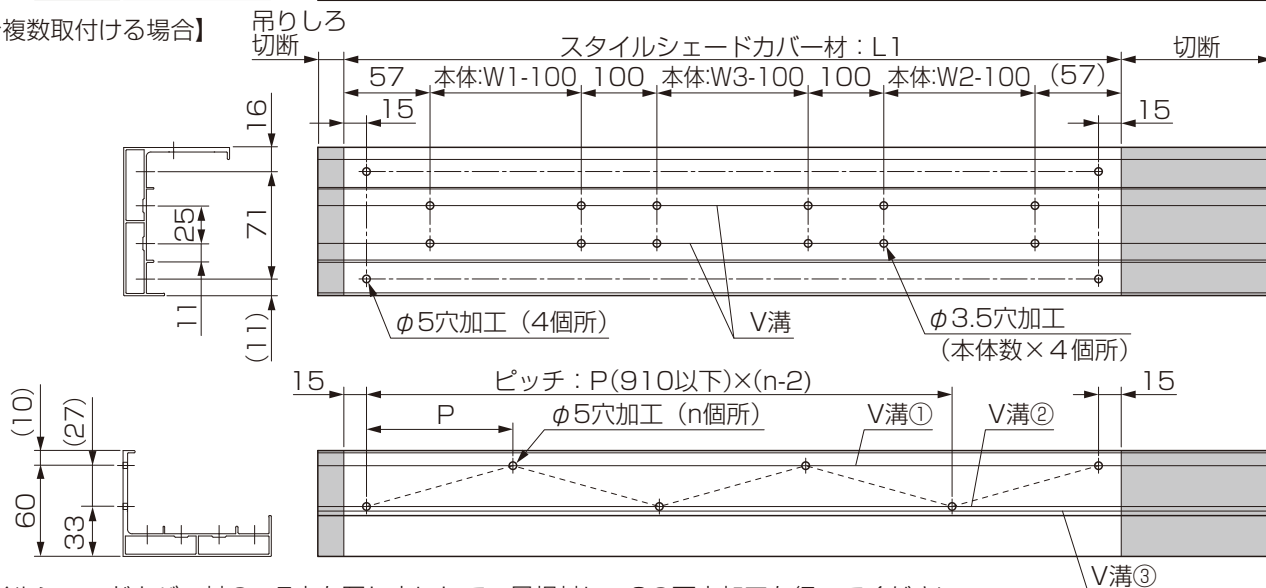 複数取付ける場合】
吊りしろ
切断
スタイルシェードカバー材：L1
切断
57
本体:W1-100
100
本体:W3-100
100
本体:W2-100
(57)
15
15
16
71
25
11
(11)
φ5穴加工（4個所）
V溝
φ3.5穴加工
（本体数×４個所）
15
ピッチ：P(910以下)×(n-2)
15
P
φ5穴加工（n個所）
V溝①
V溝②
(10)
(27)
60
33
V溝③